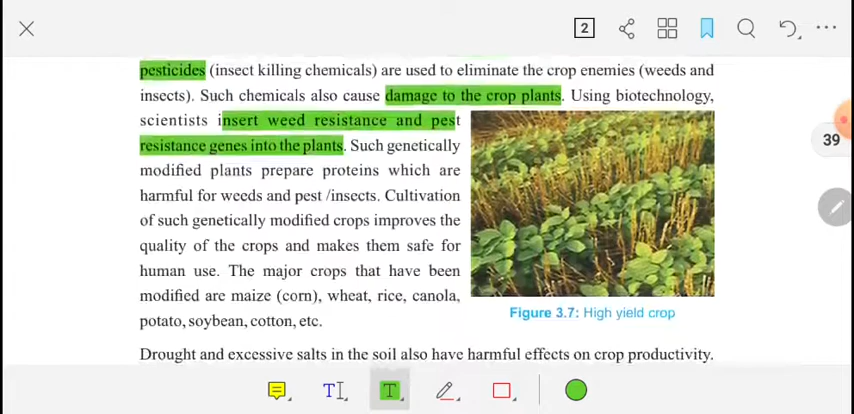 2
pesticides (insect killing chemicals) are used to eliminate the crop enemies (weeds and
insects). Such chemicals also cause damage to the crop plants. Using biotechnology,
scientists insert weed resistance and pest
resistance genes into the plants. Such genetically
modified plants prepare proteins which are
harmful for weeds and pest /insects. Cultivation
of such genetically modified crops improves the
quality of the crops and makes them safe for
human use. The major crops that have been
modified are maize (corn), wheat, rice, canola,
potato, soybean, cotton, etc.
39
Figure 3.7: High yield crop
Drought and excessive salts in the soil also have harmful effects on crop productivity.
T
T